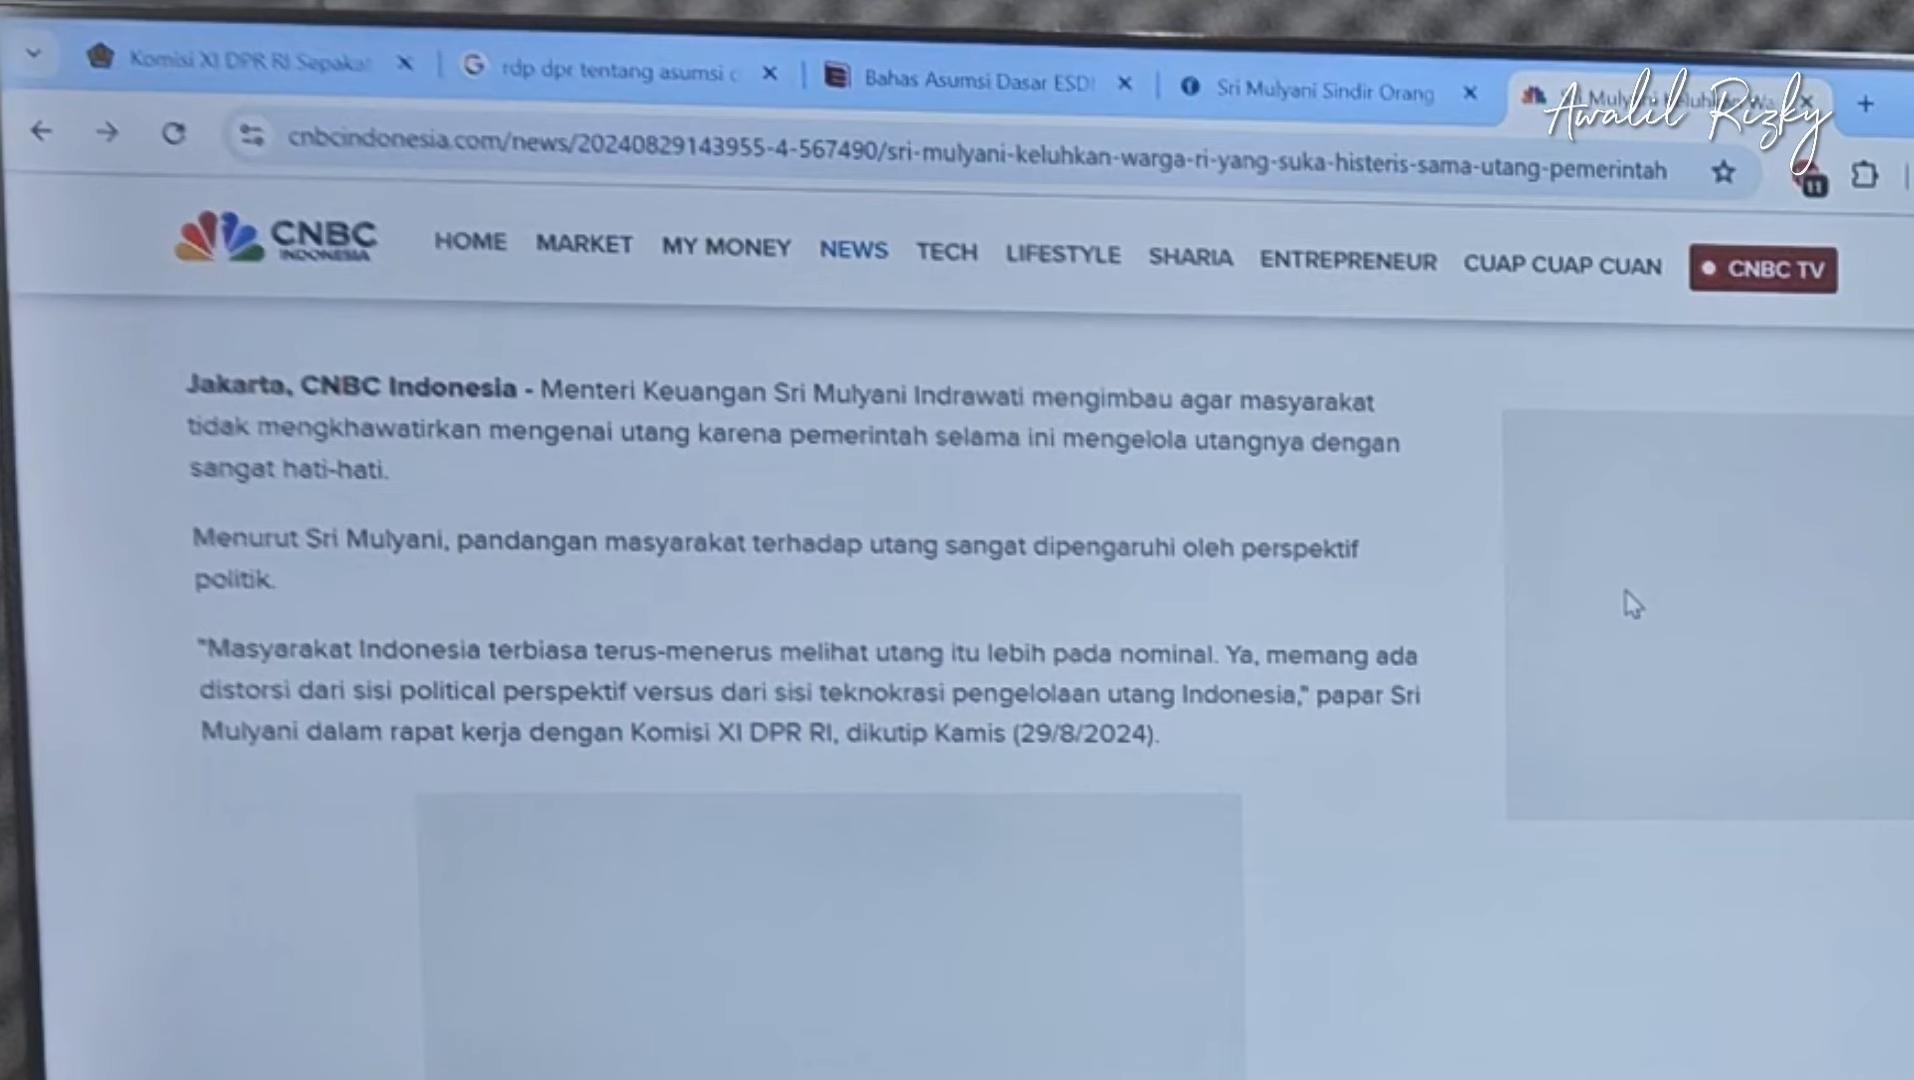 Komisi XI DPR RI Sepakat
rdp dpr tentang asumsi
Bahas Asumsi Dasar ESD
Sri Mulyani Sindir Orang
Awalil Rizky
cnbcindonesia.com/news/20240829143955-4-567490/sri-mulyani-keluhkan-warga-ri-yang-suka-histeris-sama-utang-pemerintah
11
CNBC
INDONESIA
HOME MARKET MY MONEY NEWS TECH LIFESTYLE SHARIA ENTREPRENEUR CUAP CUAP CUAN CNBC TV
Jakarta, CNBC Indonesia - Menteri Keuangan Sri Mulyani Indrawati mengimbau agar masyarakat
tidak mengkhawatirkan mengenai utang karena pemerintah selama ini mengelola utangnya dengan
sangat hati-hati.
Menurut Sri Mulyani, pandangan masyarakat terhadap utang sangat dipengaruhi oleh perspektif
politik.
"Masyarakat Indonesia terbiasa terus-menerus melihat utang itu lebih pada nominal. Ya, memang ada
distorsi dari sisi political perspektif versus dari sisi teknokrasi pengelolaan utang Indonesia," papar Sri
Mulyani dalam rapat kerja dengan Komisi XI DPR RI, dikutip Kamis (29/8/2024).